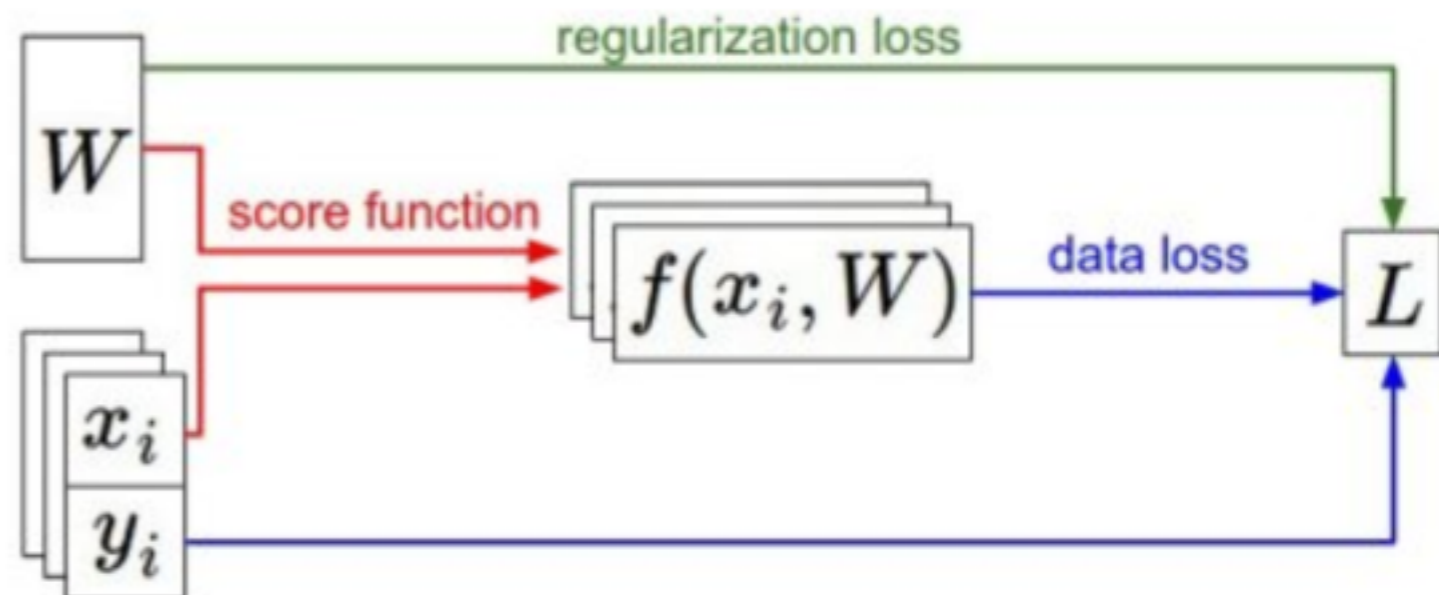 regularization loss
W
score function
f(x_i, W)
data loss
L
x_i
y_i